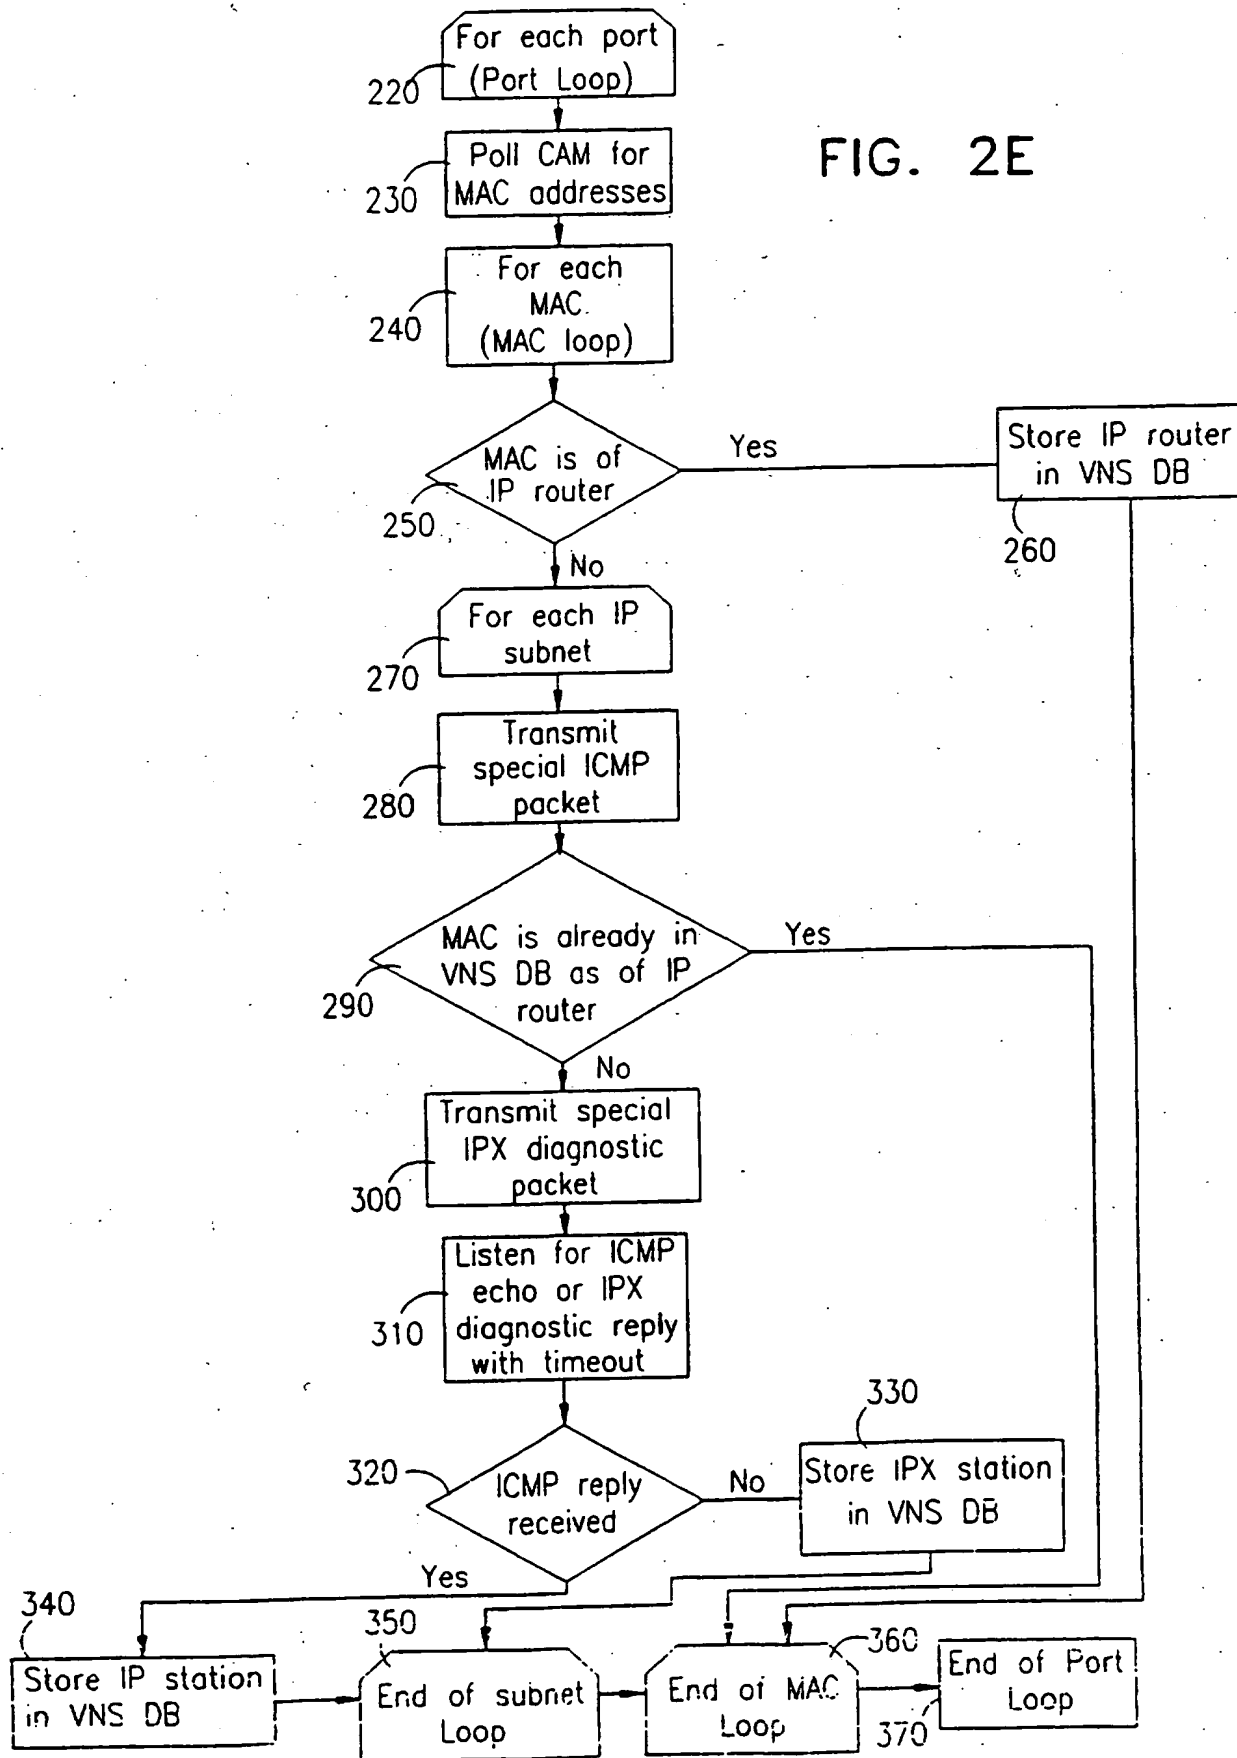 For each port
(Port Loop)
220
FIG. 2E
Poll CAM for
MAC addresses
230
For each
MAC.
(MAC loop)
240
MAC is of
IP router
250
Yes
Store IP router
in VNS DB
260
No
For each IP
subnet
270
Transmit
special ICMP
packet
280
MAC is already in
VNS DB as of IP
router
290
Yes
No
Transmit special
IPX diagnostic
packet
300
Listen for ICMP
echo or IPX
diagnostic reply
with timeout
310
330
320
ICMP reply
received
No
Store IPX station
in VNS DB
Yes
340
350
360
Store IP station
in VNS DB
End of subnet
Loop
End of MAC
Loop
End of Port
Loop
370